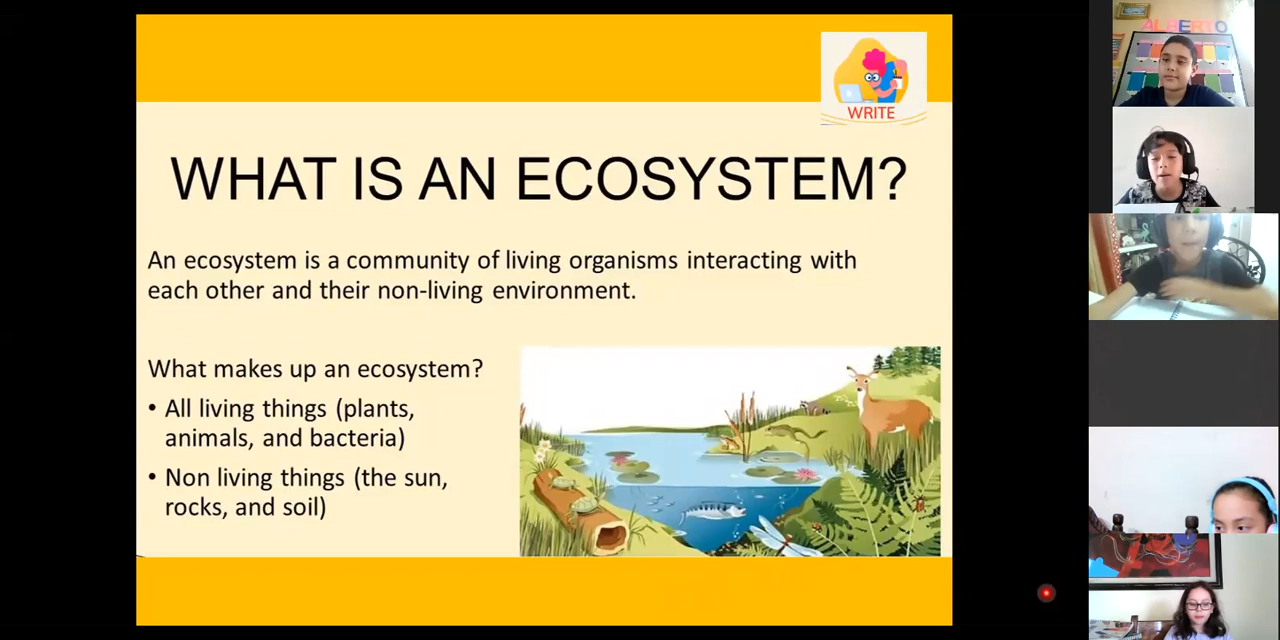 WRITE
ALBERTO
WHAT IS AN ECOSYSTEM?
An ecosystem is a community of living organisms interacting with
each other and their non-living environment.
What makes up an ecosystem?
• All living things (plants,
animals, and bacteria)
• Non living things (the sun,
rocks, and soil)